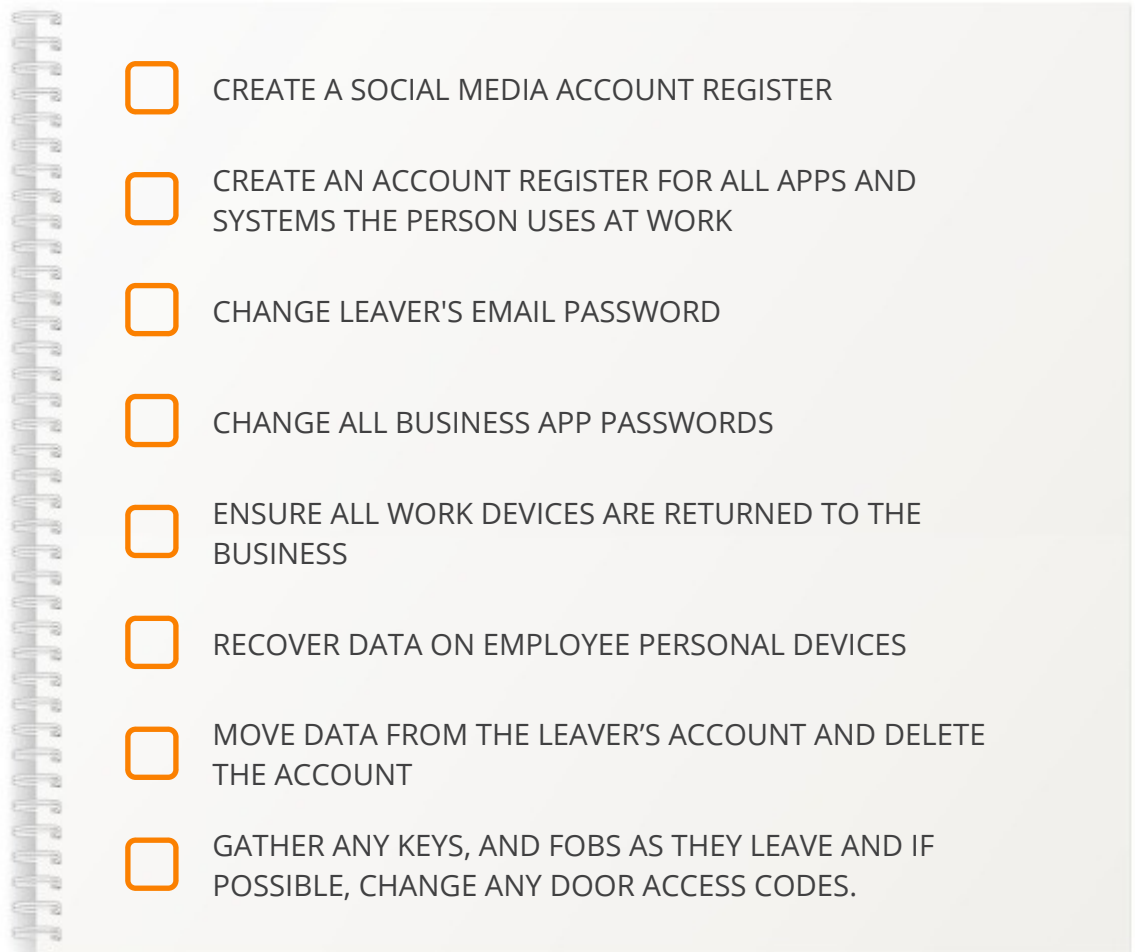 CREATE A SOCIAL MEDIA ACCOUNT REGISTER
CREATE AN ACCOUNT REGISTER FOR ALL APPS AND
SYSTEMS THE PERSON USES AT WORK
CHANGE LEAVER'S EMAIL PASSWORD
CHANGE ALL BUSINESS APP PASSWORDS
ENSURE ALL WORK DEVICES ARE RETURNED TO THE
BUSINESS
RECOVER DATA ON EMPLOYEE PERSONAL DEVICES
MOVE DATA FROM THE LEAVER’S ACCOUNT AND DELETE
THE ACCOUNT
GATHER ANY KEYS, AND FOBS AS THEY LEAVE AND IF
POSSIBLE, CHANGE ANY DOOR ACCESS CODES.